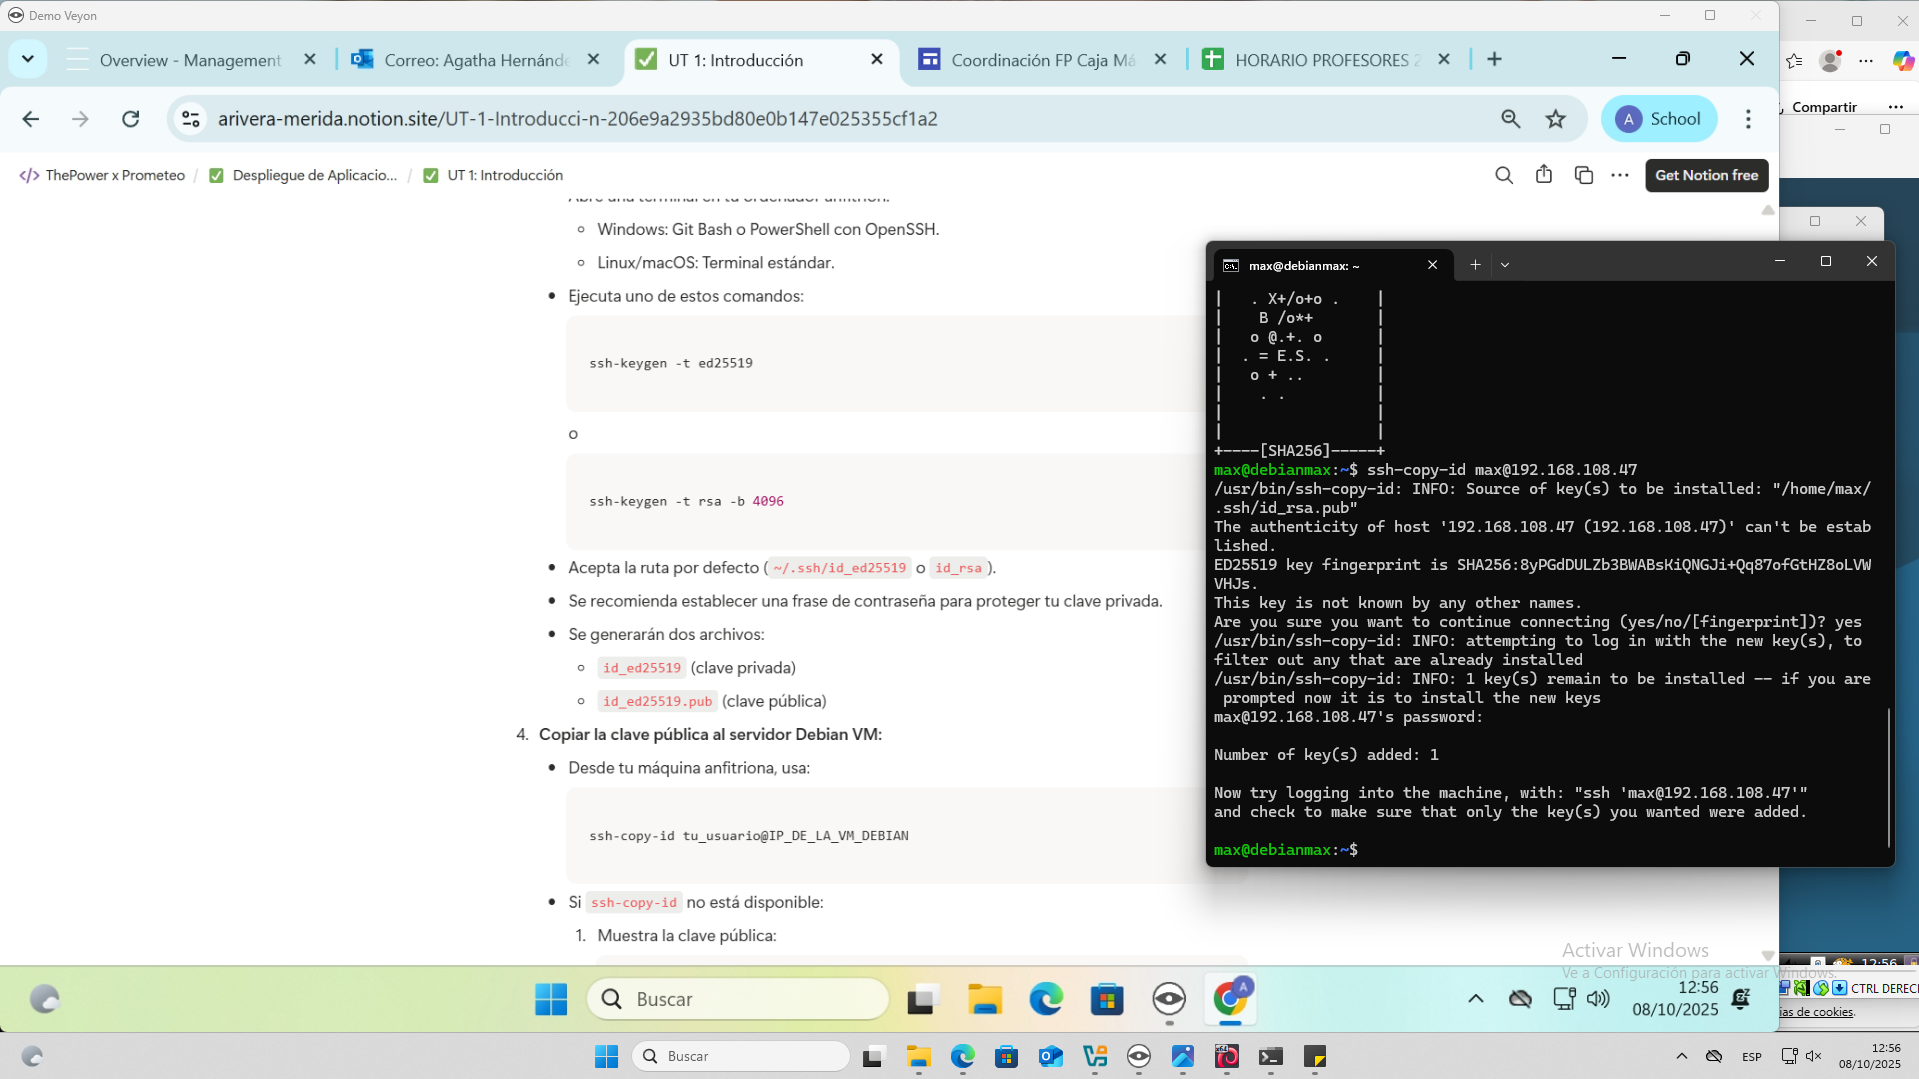 Demo Veyon
Overview - Management
Correo: Agatha Hernánde
UT 1: Introducción
Coordinación FP Caja Má
HORARIO PROFESORES 2
arivera-merida.notion.site/UT-1-Introducci-n-206e9a2935bd80e0b147e025355cf1a2
A School
Compartir
ThePower x Prometeo / Despliegue de Aplicacio... / UT 1: Introducción
Get Notion free
Abre una terminal en tu ordenador anfitrión.
Windows: Git Bash o PowerShell con OpenSSH.
Linux/macOS: Terminal estándar.
Ejecuta uno de estos comandos:
ssh-keygen -t ed25519
o
ssh-keygen -t rsa -b 4096
Acepta la ruta por defecto ( ~/.ssh/id_ed25519 o id_rsa ).
Se recomienda establecer una frase de contraseña para proteger tu clave privada.
Se generarán dos archivos:
id_ed25519 (clave privada)
id_ed25519.pub (clave pública)
4. Copiar la clave pública al servidor Debian VM:
Desde tu máquina anfitriona, usa:
ssh-copy-id tu_usuario@IP_DE_LA_VM_DEBIAN
Si ssh-copy-id no está disponible:
1. Muestra la clave pública:
max@debianmax: ~
|   . X+/o+o .    |
|    B /o*+       |
|   o @.+. o      |
|  . = E.S. .     |
|   o + ..        |
|    . .          |
|                 |
|                 |
+----[SHA256]-----+
max@debianmax:~$ ssh-copy-id max@192.168.108.47
/usr/bin/ssh-copy-id: INFO: Source of key(s) to be installed: "/home/max/
.ssh/id_rsa.pub"
The authenticity of host '192.168.108.47 (192.168.108.47)' can't be estab
lished.
ED25519 key fingerprint is SHA256:8yPGdDULZb3BWABsKiQNGJi+Qq87ofGtHZ8oLVW
VHJs.
This key is not known by any other names.
Are you sure you want to continue connecting (yes/no/[fingerprint])? yes
/usr/bin/ssh-copy-id: INFO: attempting to log in with the new key(s), to
filter out any that are already installed
/usr/bin/ssh-copy-id: INFO: 1 key(s) remain to be installed -- if you are
 prompted now it is to install the new keys
max@192.168.108.47's password:
Number of key(s) added: 1
Now try logging into the machine, with: "ssh 'max@192.168.108.47'"
and check to make sure that only the key(s) you wanted were added.
max@debianmax:~$
Activar Windows
Ve a Configuración para activar Windows.
12:56
CTRL DERECH
ias de cookies.
Buscar
A
12:56
08/10/2025
Buscar
ESP
12:56
08/10/2025